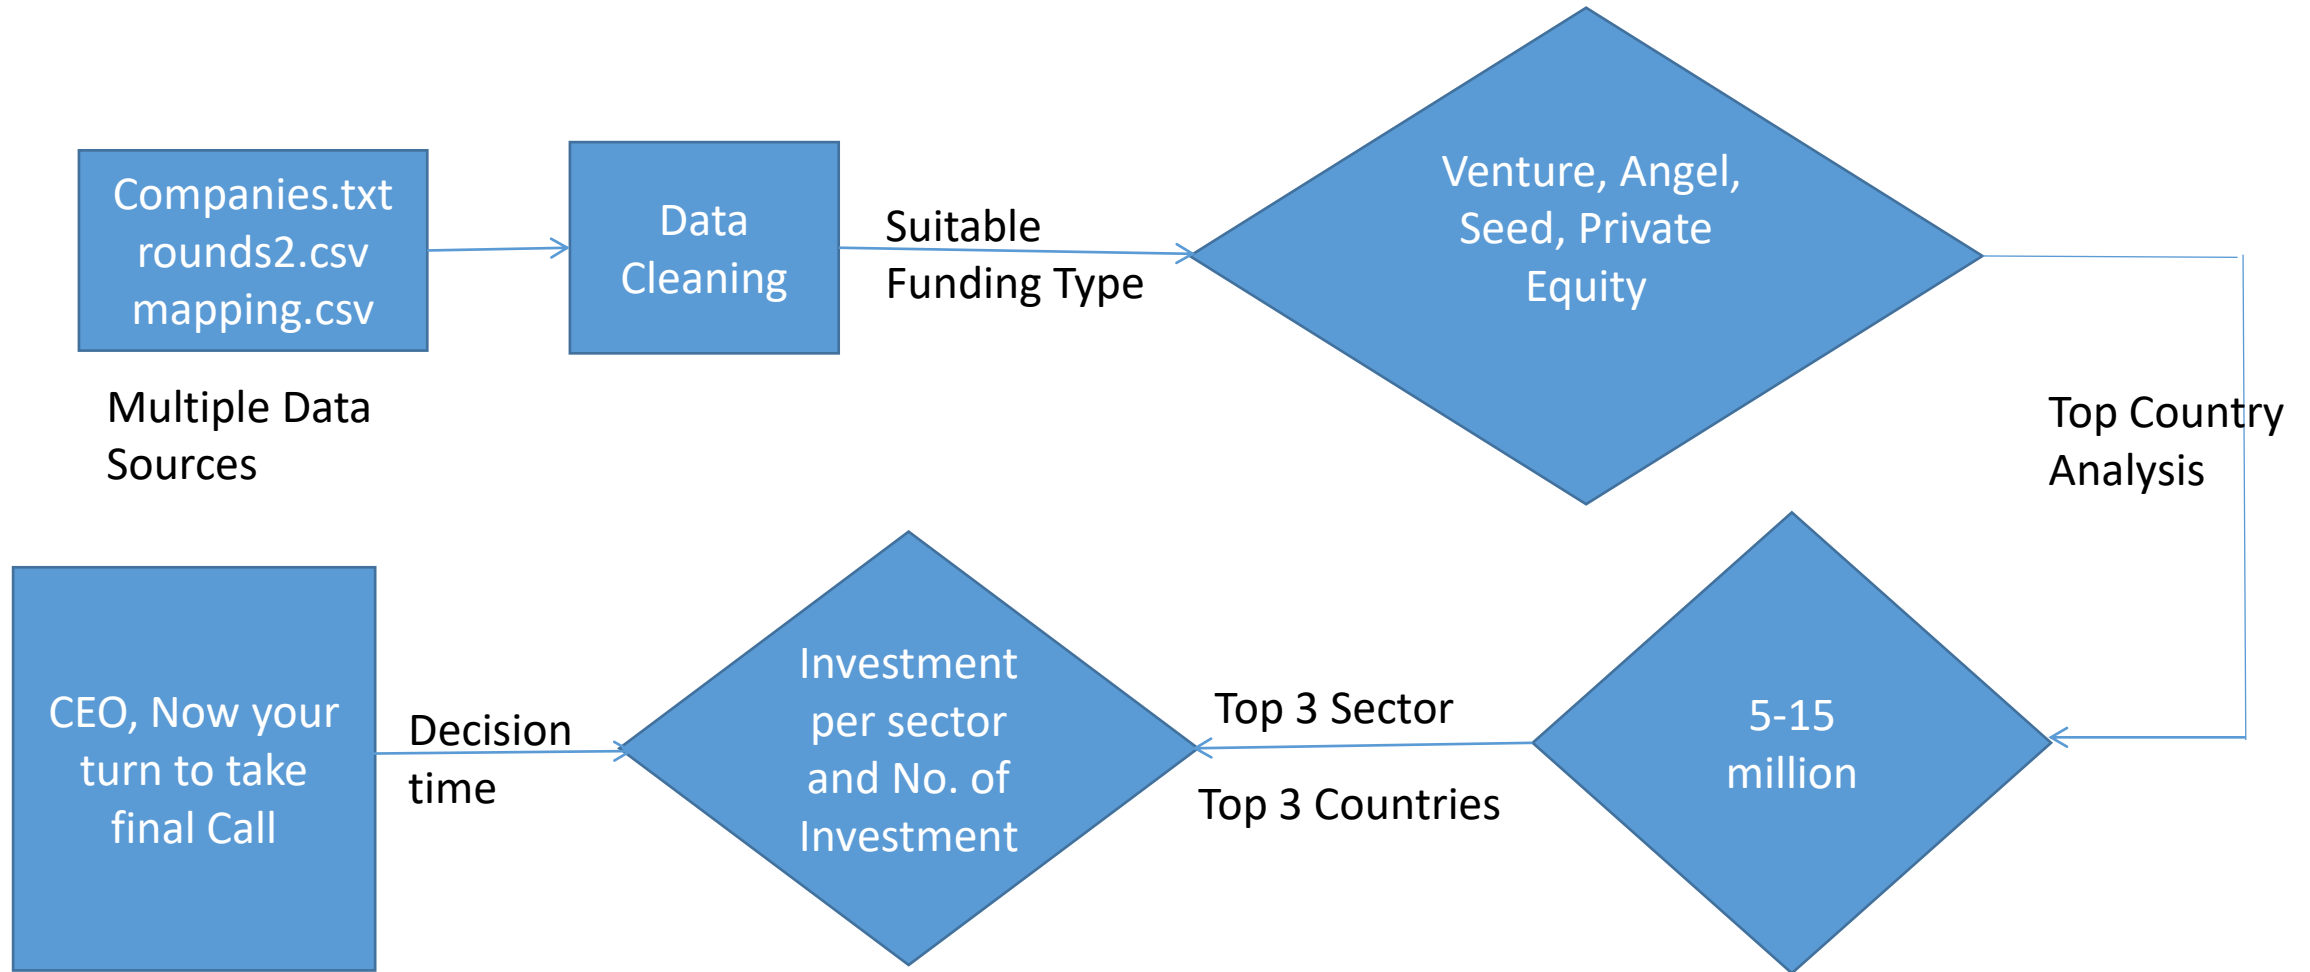 Companies.txt
rounds2.csv
mapping.csv
Multiple Data
Sources
Data
Cleaning
Suitable
Funding Type
Venture, Angel,
Seed, Private
Equity
Top Country
Analysis
5-15
million
Top 3 Sector
Top 3 Countries
Investment
per sector
and No. of
Investment
Decision
time
CEO, Now your
turn to take
final Call